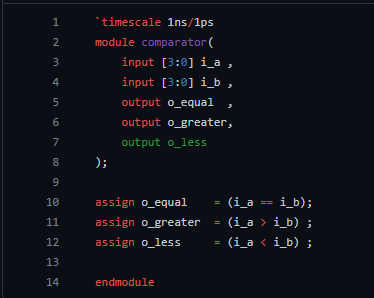 1 `timescale 1ns/1ps
2 module comparator(
3     input [3:0] i_a ,
4     input [3:0] i_b ,
5     output o_equal  ,
6     output o_greater,
7     output o_less
8 );
9
10 assign o_equal    = (i_a == i_b);
11 assign o_greater  = (i_a > i_b) ;
12 assign o_less     = (i_a < i_b) ;
13
14 endmodule